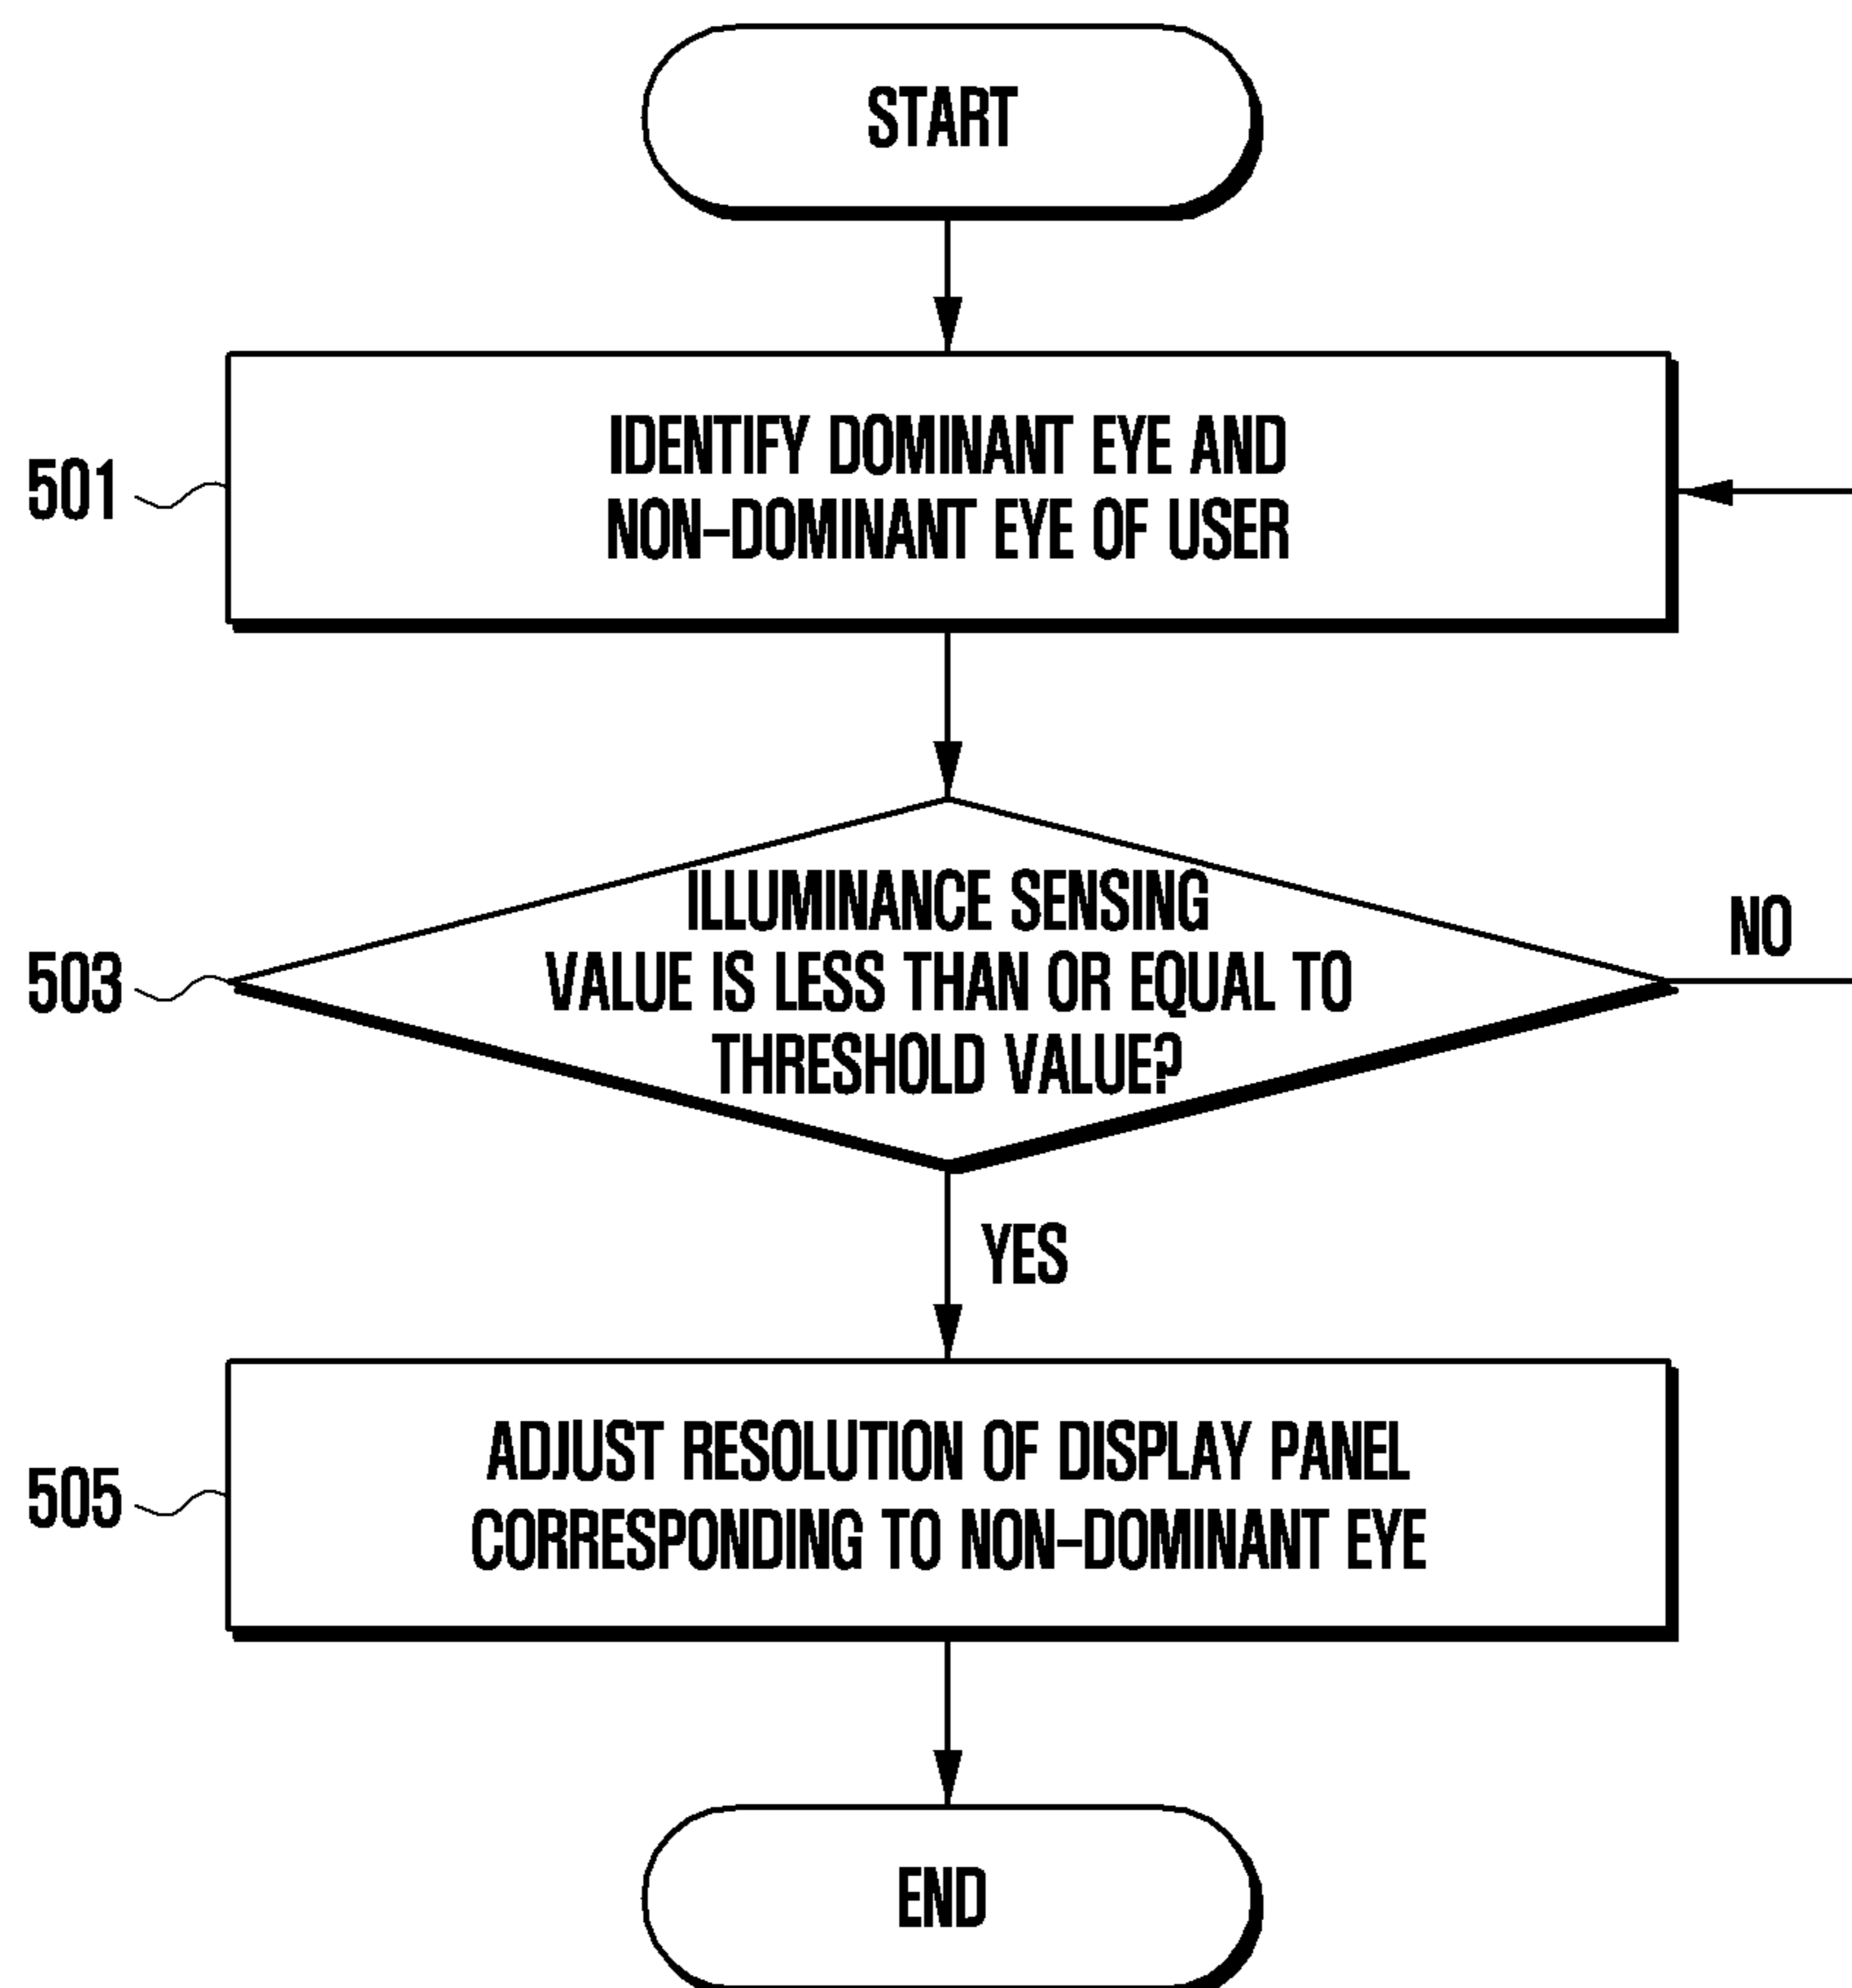 START
501
IDENTIFY DOMINANT EYE AND
NON-DOMINANT EYE OF USER
503
ILLUMINANCE SENSING
VALUE IS LESS THAN OR EQUAL TO
THRESHOLD VALUE?
NO
YES
505
ADJUST RESOLUTION OF DISPLAY PANEL
CORRESPONDING TO NON-DOMINANT EYE
END